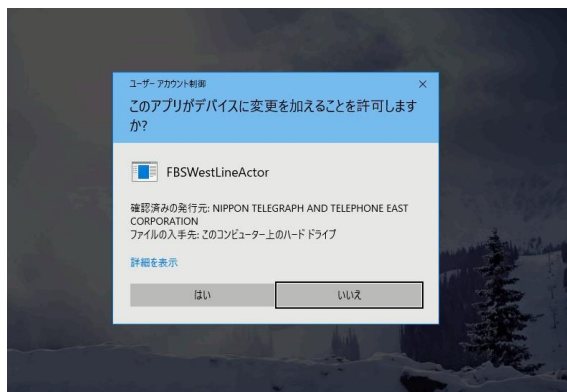 ユーザー アカウント制御
このアプリがデバイスに変更を加えることを許可します
か?
FBSWestLineActor
確認済みの発行元: NIPPON TELEGRAPH AND TELEPHONE EAST
CORPORATION
ファイルの入手先: このコンピューター上のハード ドライブ
詳細を表示
はい
いいえ